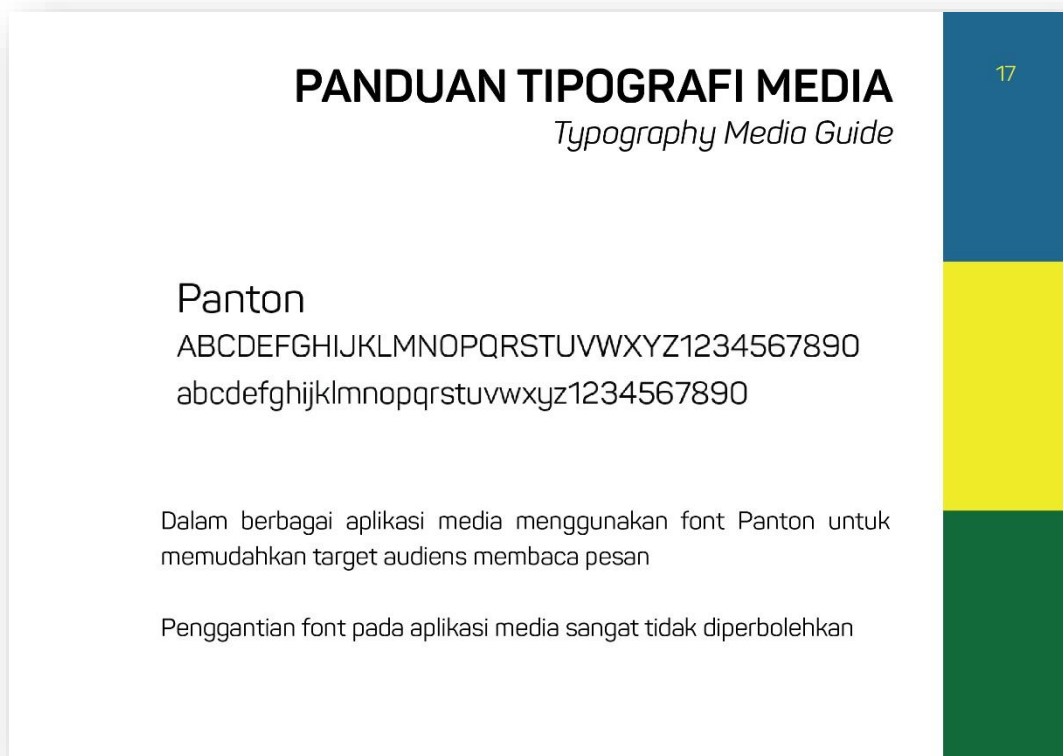 PANDUAN TIPOGRAFI MEDIA
Typography Media Guide
17
Panton
ABCDEFGHIJKLMNOPQRSTUVWXYZ1234567890
abcdefghijklmnopqrstuvwxyz1234567890
Dalam berbagai aplikasi media menggunakan font Panton untuk
memudahkan target audiens membaca pesan
Penggantian font pada aplikasi media sangat tidak diperbolehkan